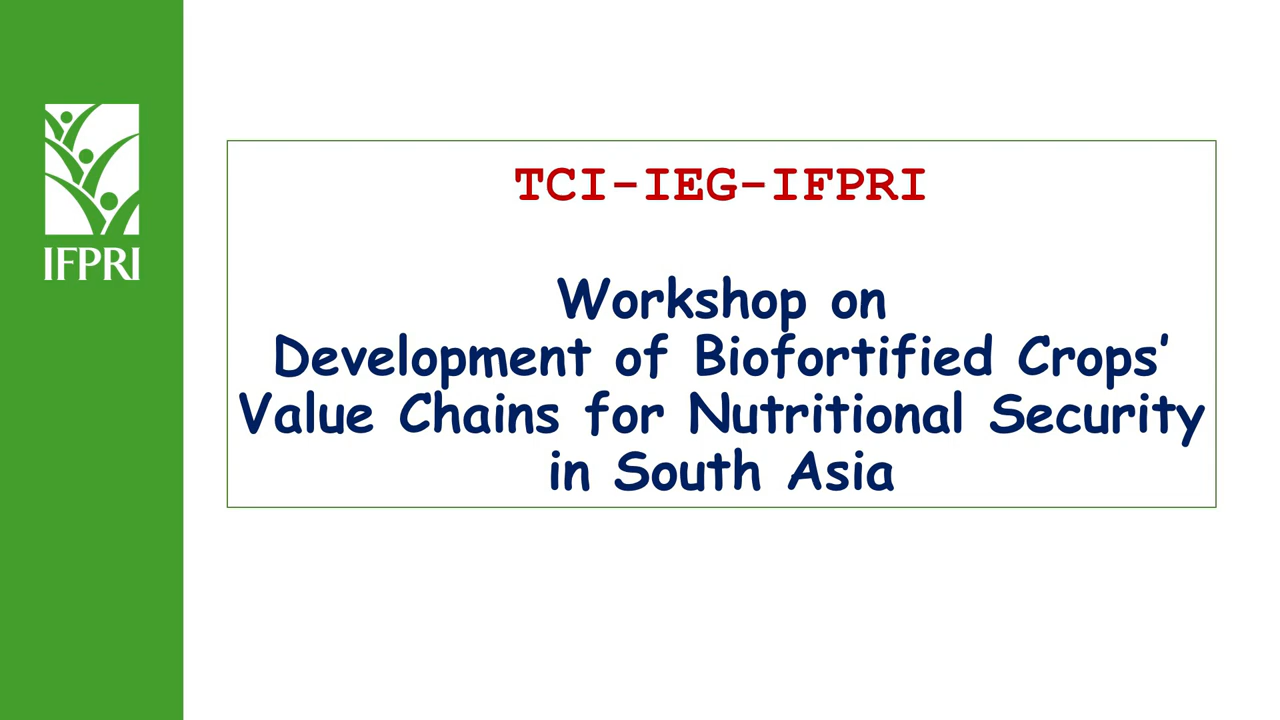 IFPRI
TCI-IEG-IFPRI
Workshop on
Development of Biofortified Crops’
Value Chains for Nutritional Security
in South Asia